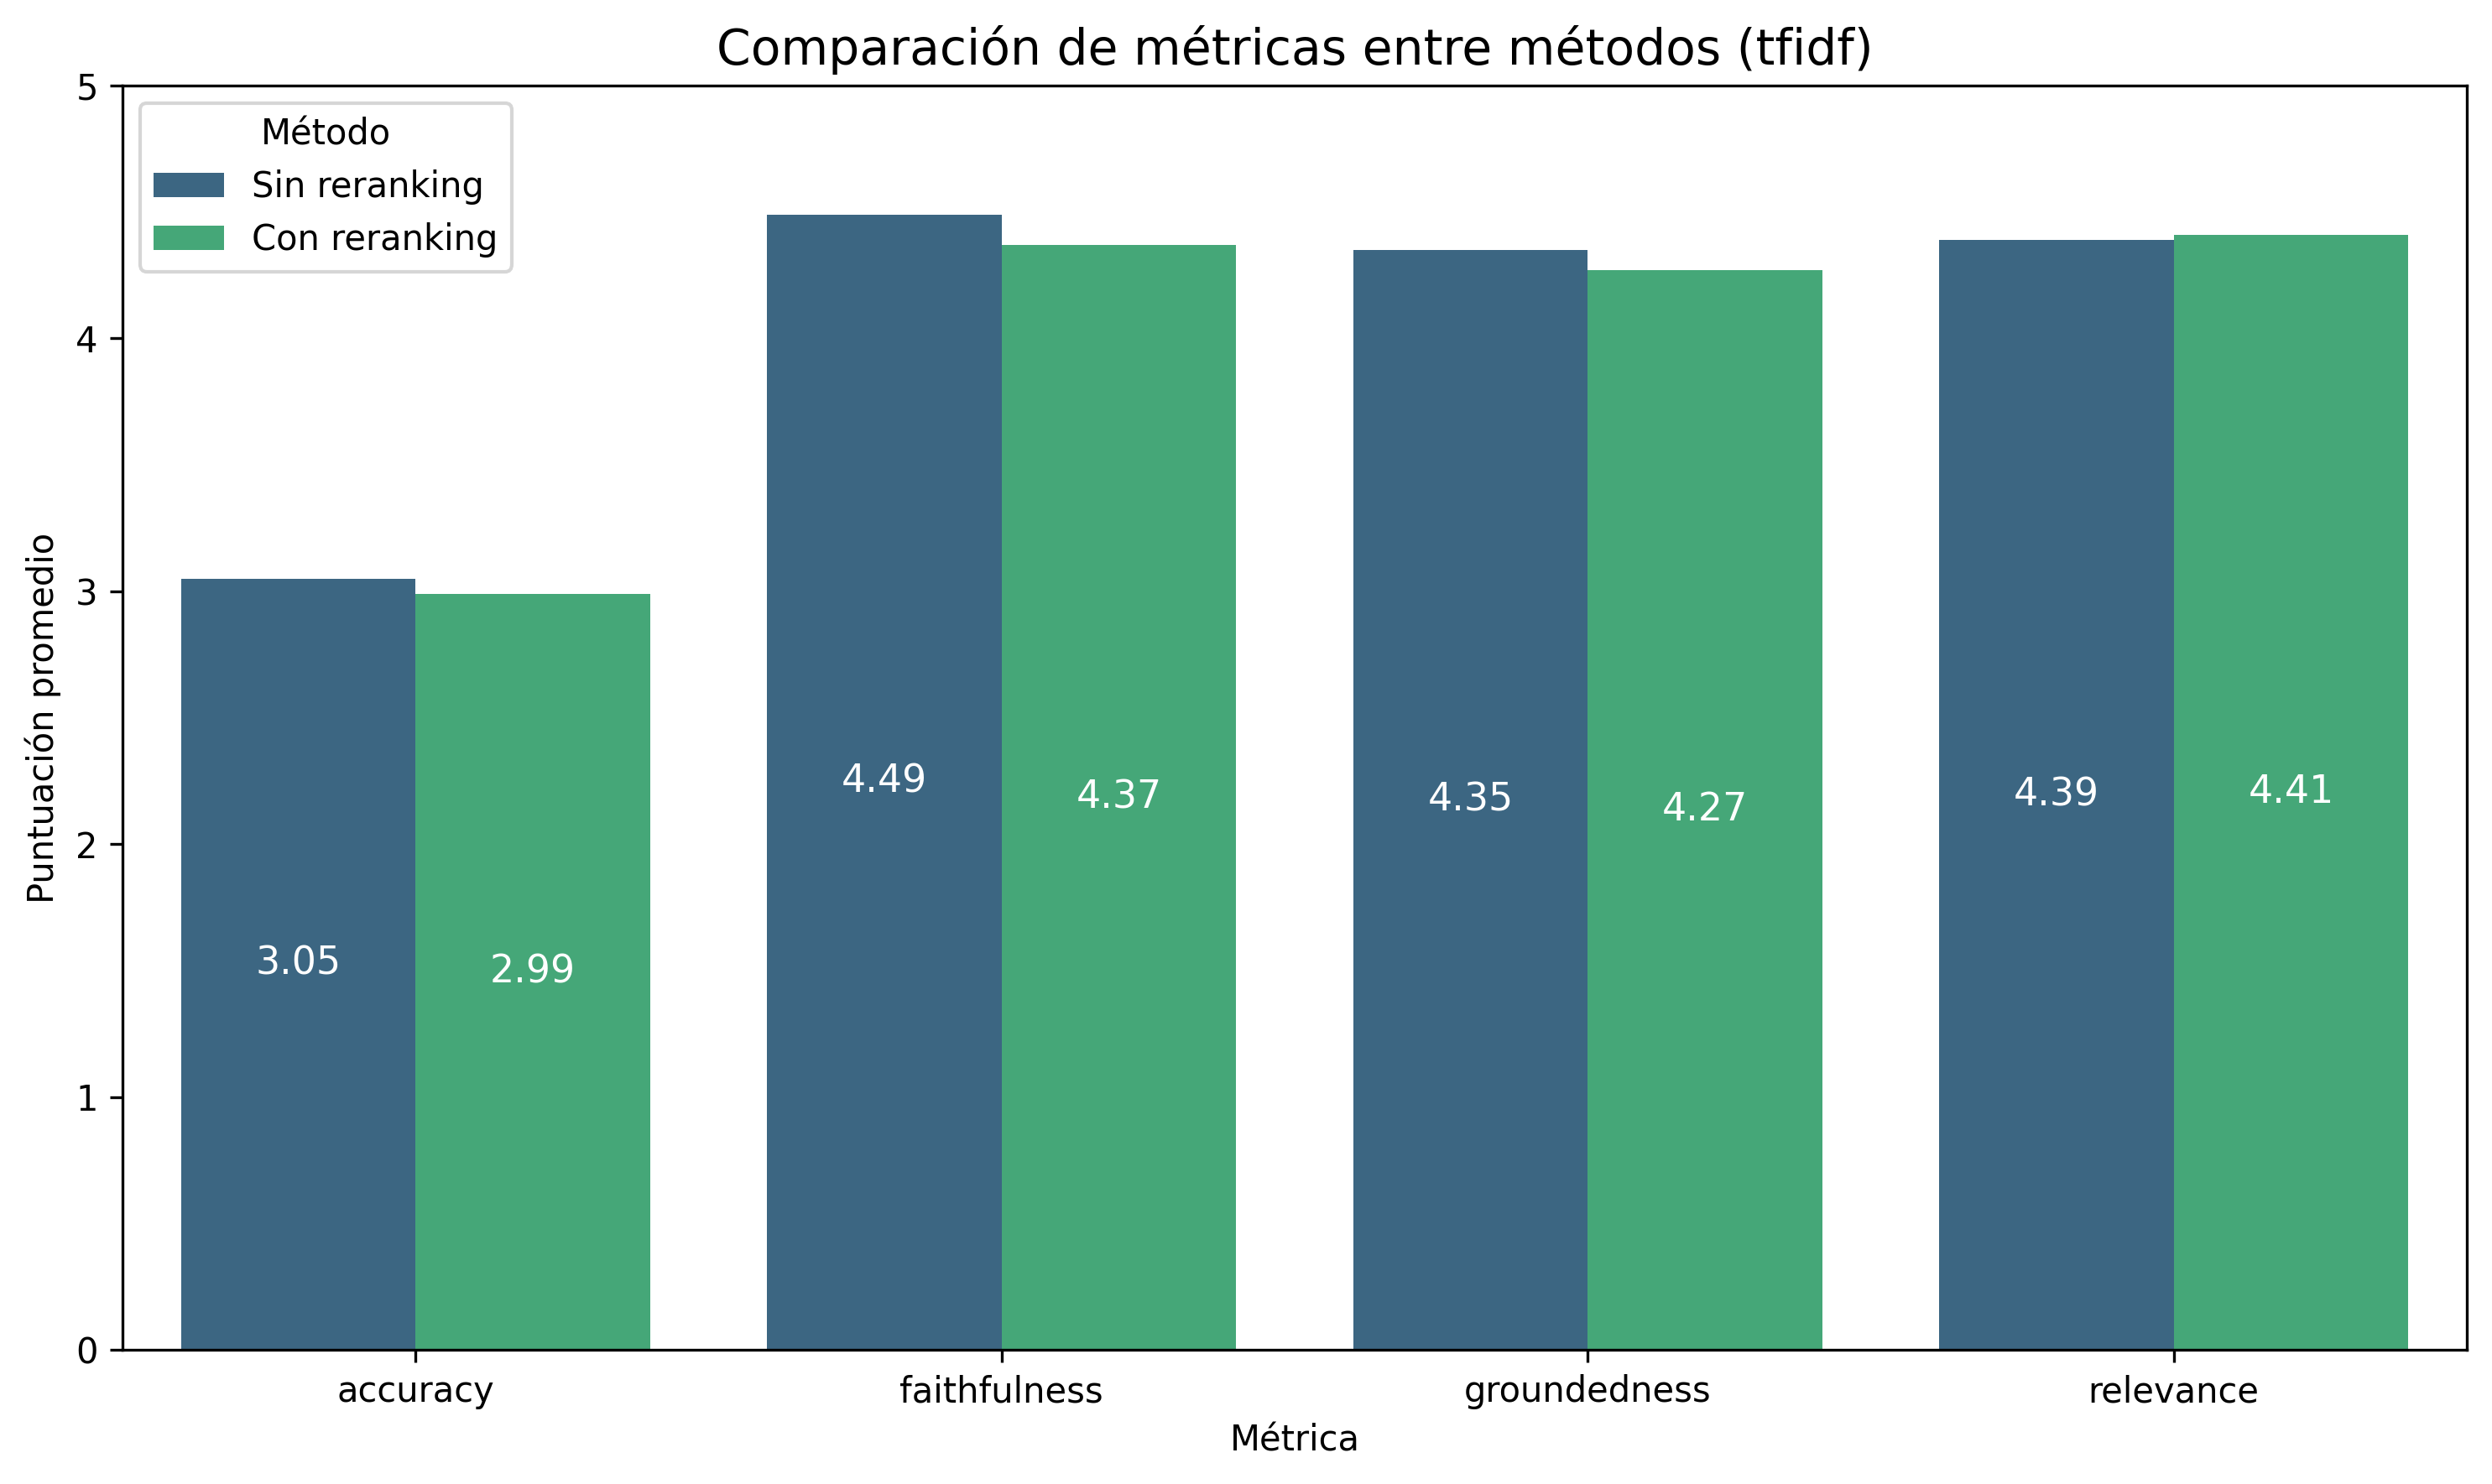 Comparación de métricas entre métodos (tfidf)
Método
Sin reranking
Con reranking
Puntuación promedio
5
4
3
2
1
0
3.05
2.99
4.49
4.37
4.35
4.27
4.39
4.41
accuracy
faithfulness
groundedness
relevance
Métrica